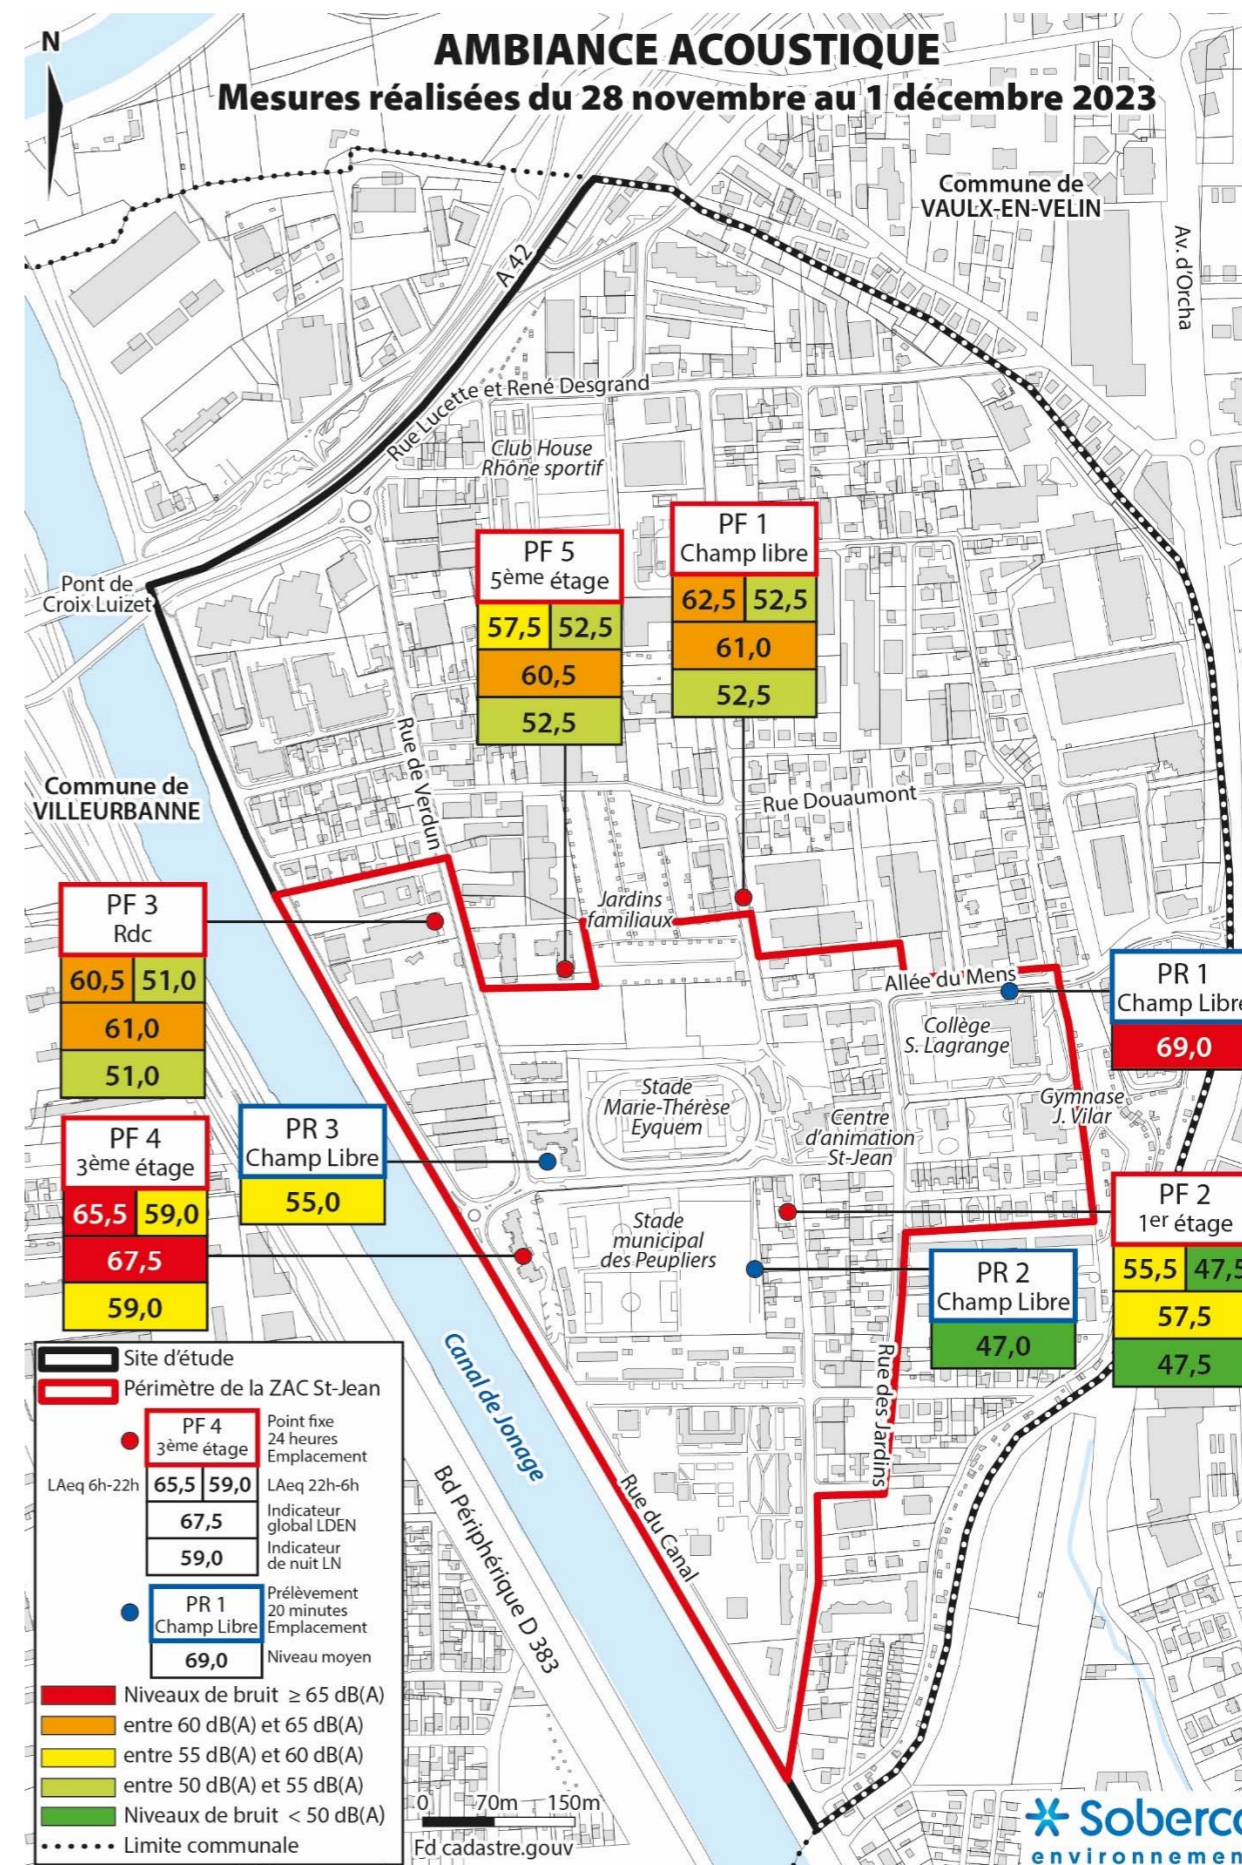 N
AMBIANCE ACOUSTIQUE
Mesures réalisées du 28 novembre au 1 décembre 2023
Commune de
VAULX-EN-VELIN
A 42
Av. d'Orcha
Rue Lucette et René Desgrand
Club House
Rhône sportif
Pont de
Croix Luizet
PF 5
5ème étage
57,5 52,5
60,5
52,5
PF 1
Champ libre
62,5 52,5
61,0
52,5
Rue de Verdun
Commune de
VILLEURBANNE
Rue Douaumont
Jardins
familiaux
PF 3
Rdc
60,5 51,0
61,0
51,0
Allée du Mens
PR 1
Champ Libre
69,0
Collège
S. Lagrange
Stade
Marie-Thérèse
Eyquem
Gymnase
J. Vilar
Centre
d'animation
St-Jean
PR 3
Champ Libre
55,0
PF 4
3ème étage
65,5 59,0
67,5
59,0
Stade
municipal
des Peupliers
PF 2
1er étage
55,5 47,5
57,5
47,5
PR 2
Champ Libre
47,0
Canal de Jonage
Rue des Jardins
Rue du Canal
Bd Périphérique D 383
Site d'étude
Périmètre de la ZAC St-Jean
PF 4
3ème étage
Point fixe
24 heures
Emplacement
LAeq 6h-22h 65,5 59,0 LAeq 22h-6h
67,5 Indicateur
global LDEN
59,0 Indicateur
de nuit LN
PR 1
Champ Libre
Prélèvement
20 minutes
Emplacement
69,0 Niveau moyen
Niveaux de bruit ≥ 65 dB(A)
entre 60 dB(A) et 65 dB(A)
entre 55 dB(A) et 60 dB(A)
entre 50 dB(A) et 55 dB(A)
Niveaux de bruit < 50 dB(A)
Limite communale
0 70m 150m
Fd cadastre.gouv
Soberco
environnement